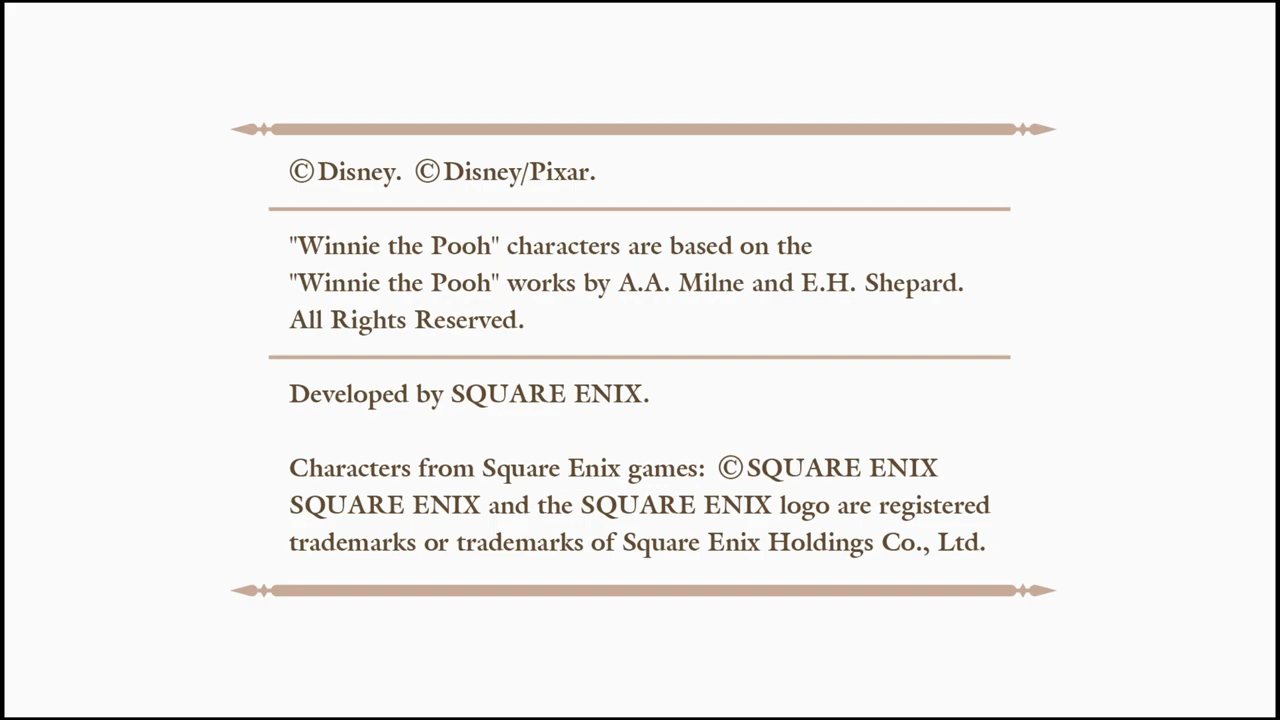 ©Disney. ©Disney/Pixar.
"Winnie the Pooh" characters are based on the
"Winnie the Pooh" works by A.A. Milne and E.H. Shepard.
All Rights Reserved.
Developed by SQUARE ENIX.
Characters from Square Enix games: ©SQUARE ENIX
SQUARE ENIX and the SQUARE ENIX logo are registered
trademarks or trademarks of Square Enix Holdings Co., Ltd.